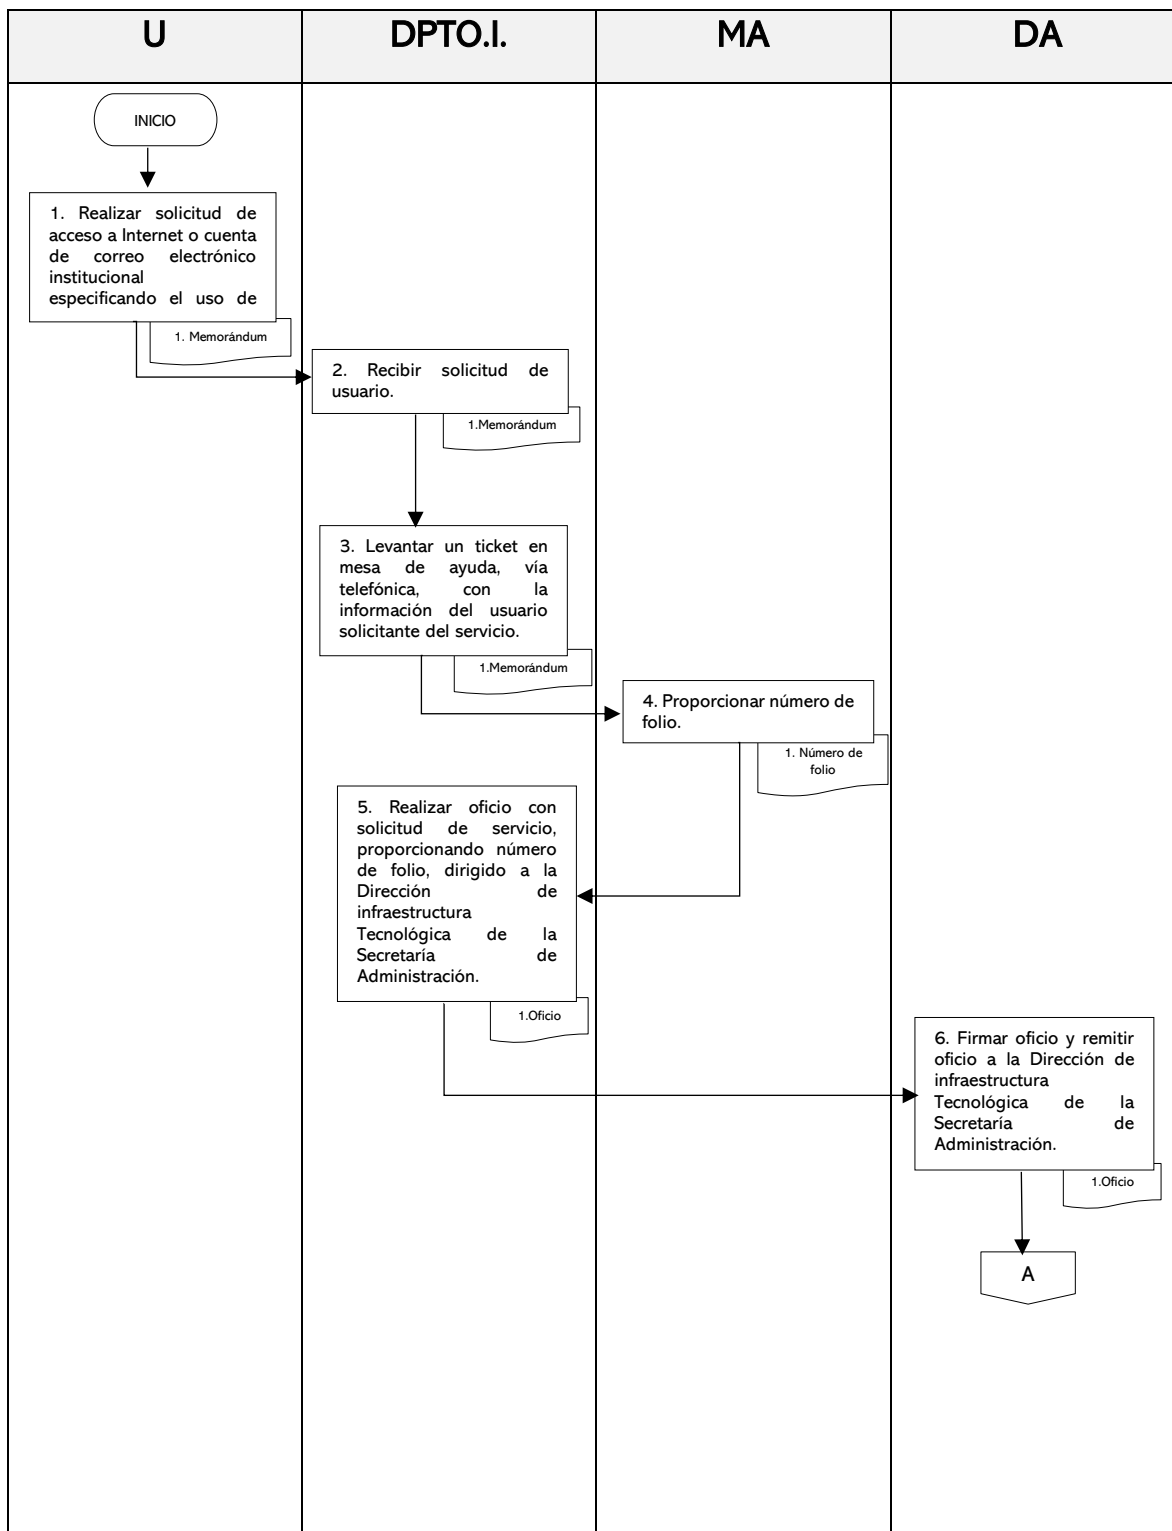 U
DPTO.I.
MA
DA
INICIO
1. Realizar solicitud de
acceso a Internet o cuenta
de correo electrónico
institucional
especificando el uso de
1. Memorándum
2. Recibir solicitud de
usuario.
1.Memorándum
3. Levantar un ticket en
mesa de ayuda, vía
telefónica, con la
información del usuario
solicitante del servicio.
1.Memorándum
4. Proporcionar número de
folio.
1. Número de
folio
5. Realizar oficio con
solicitud de servicio,
proporcionando número
de folio, dirigido a la
Dirección de
infraestructura
Tecnológica de la
Secretaría de
Administración.
1.Oficio
6. Firmar oficio y remitir
oficio a la Dirección de
infraestructura
Tecnológica de la
Secretaría de
Administración.
1.Oficio
A